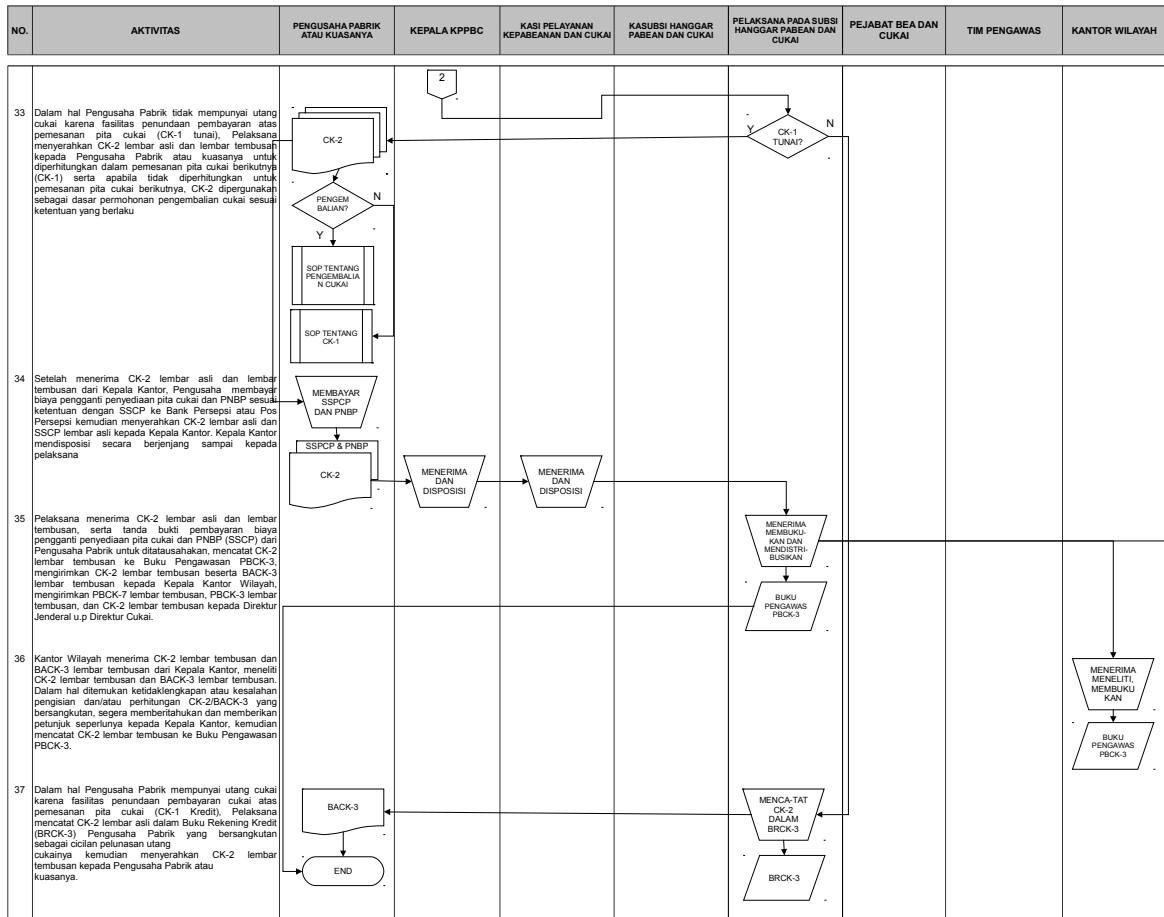 NO.
AKTIVITAS
PENGUSAHA PABRIK
ATAU KUASANYA
KEPALA KPPBC
KASI PELAYANAN
KEPABEANAN DAN CUKAI
KASUBSI HANGGAR
PABEAN DAN CUKAI
PELAKSANA PADA SUBSI
HANGGAR PABEAN DAN
CUKAI
PEJABAT BEA DAN
CUKAI
TIM PENGAWAS
KANTOR WILAYAH
2
33 Dalam hal Pengusaha Pabrik tidak mempunyai utang
cukai karena fasilitas penundaan pembayaran atas
pemesanan pita cukai (CK-1 tunai), Pelaksana
menyerahkan CK-2 lembar asli dan lembar tembusan
kepada Pengusaha Pabrik atau kuasanya untuk
diperhitungkan dalam pemesanan pita cukai berikutnya
(CK-1) serta apabila tidak diperhitungkan untuk
pemesanan pita cukai berikutnya, CK-2 dipergunakan
sebagai dasar permohonan pengembalian cukai sesuai
ketentuan yang berlaku
CK-2
Y
CK-1
TUNAI?
N
PENGEM
BALIAN?
N
Y
SOP TENTANG
PENGEMBALIA
N CUKAI
SOP TENTANG
CK-1
34 Setelah menerima CK-2 lembar asli dan lembar
tembusan dari Kepala Kantor, Pengusaha membayar
biaya pengganti penyediaan pita cukai dan PNBP sesuai
ketentuan dengan SSCP ke Bank Persepsi atau Pos
Persepsi kemudian menyerahkan CK-2 lembar asli dan
SSCP lembar asli kepada Kepala Kantor. Kepala Kantor
mendisposisi secara berjenjang sampai kepada
pelaksana
MEMBAYAR
SSPCP
DAN PNBP
SSPCP & PNBP
CK-2
MENERIMA
DAN
DISPOSISI
MENERIMA
DAN
DISPOSISI
35 Pelaksana menerima CK-2 lembar asli dan lembar
tembusan, serta tanda bukti pembayaran biaya
pengganti penyediaan pita cukai dan PNBP (SSCP) dari
Pengusaha Pabrik untuk ditatausahakan, mencatat CK-2
lembar tembusan ke Buku Pengawasan PBCK-3,
mengirimkan CK-2 lembar tembusan beserta BACK-3
lembar tembusan kepada Kepala Kantor Wilayah,
mengirimkan PBCK-7 lembar tembusan, PBCK-3 lembar
tembusan, dan CK-2 lembar tembusan kepada Direktur
Jenderal u.p Direktur Cukai.
MENERIMA
MEMBUKU-
KAN DAN
MENDISTRI-
BUSIKAN
BUKU
PENGAWAS
PBCK-3
36 Kantor Wilayah menerima CK-2 lembar tembusan dan
BACK-3 lembar tembusan dari Kepala Kantor, meneliti
CK-2 lembar tembusan dan BACK-3 lembar tembusan.
Dalam hal ditemukan ketidaklengkapan atau kesalahan
pengisian dan/atau perhitungan CK-2/BACK-3 yang
bersangkutan, segera memberitahukan dan memberikan
petunjuk seperlunya kepada Kepala Kantor, kemudian
mencatat CK-2 lembar tembusan ke Buku Pengawasan
PBCK-3.
MENERIMA
MENELITI,
MEMBUKU
KAN
BUKU
PENGAWAS
PBCK-3
37 Dalam hal Pengusaha Pabrik mempunyai utang cukai
karena fasilitas penundaan pembayaran cukai atas
pemesanan pita cukai (CK-1 Kredit), Pelaksana
mencatat CK-2 lembar asli dalam Buku Rekening Kredit
(BRCK-3) Pengusaha Pabrik yang bersangkutan
sebagai cicilan pelunasan utang
cukainya kemudian menyerahkan CK-2 lembar
tembusan kepada Pengusaha Pabrik atau
kuasanya.
BACK-3
END
MENCA-TAT
CK-2
DALAM
BRCK-3
BRCK-3